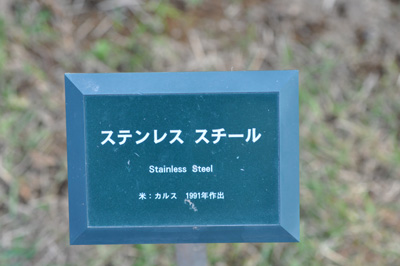 ステンレス スチール
Stainless Steel
米:カルス 1991年作出